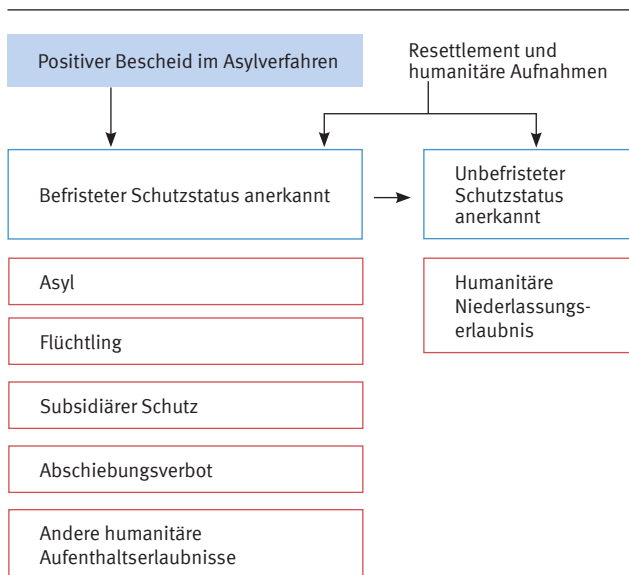 Positiver Bescheid im Asylverfahren
Resettlement und
humanitäre Aufnahmen
Befristeter Schutzstatus anerkannt
Unbefristeter
Schutzstatus
anerkannt
Asyl
Humanitäre
Niederlassungs-
erlaubnis
Flüchtling
Subsidiärer Schutz
Abschiebungsverbot
Andere humanitäre
Aufenthaltserlaubnisse